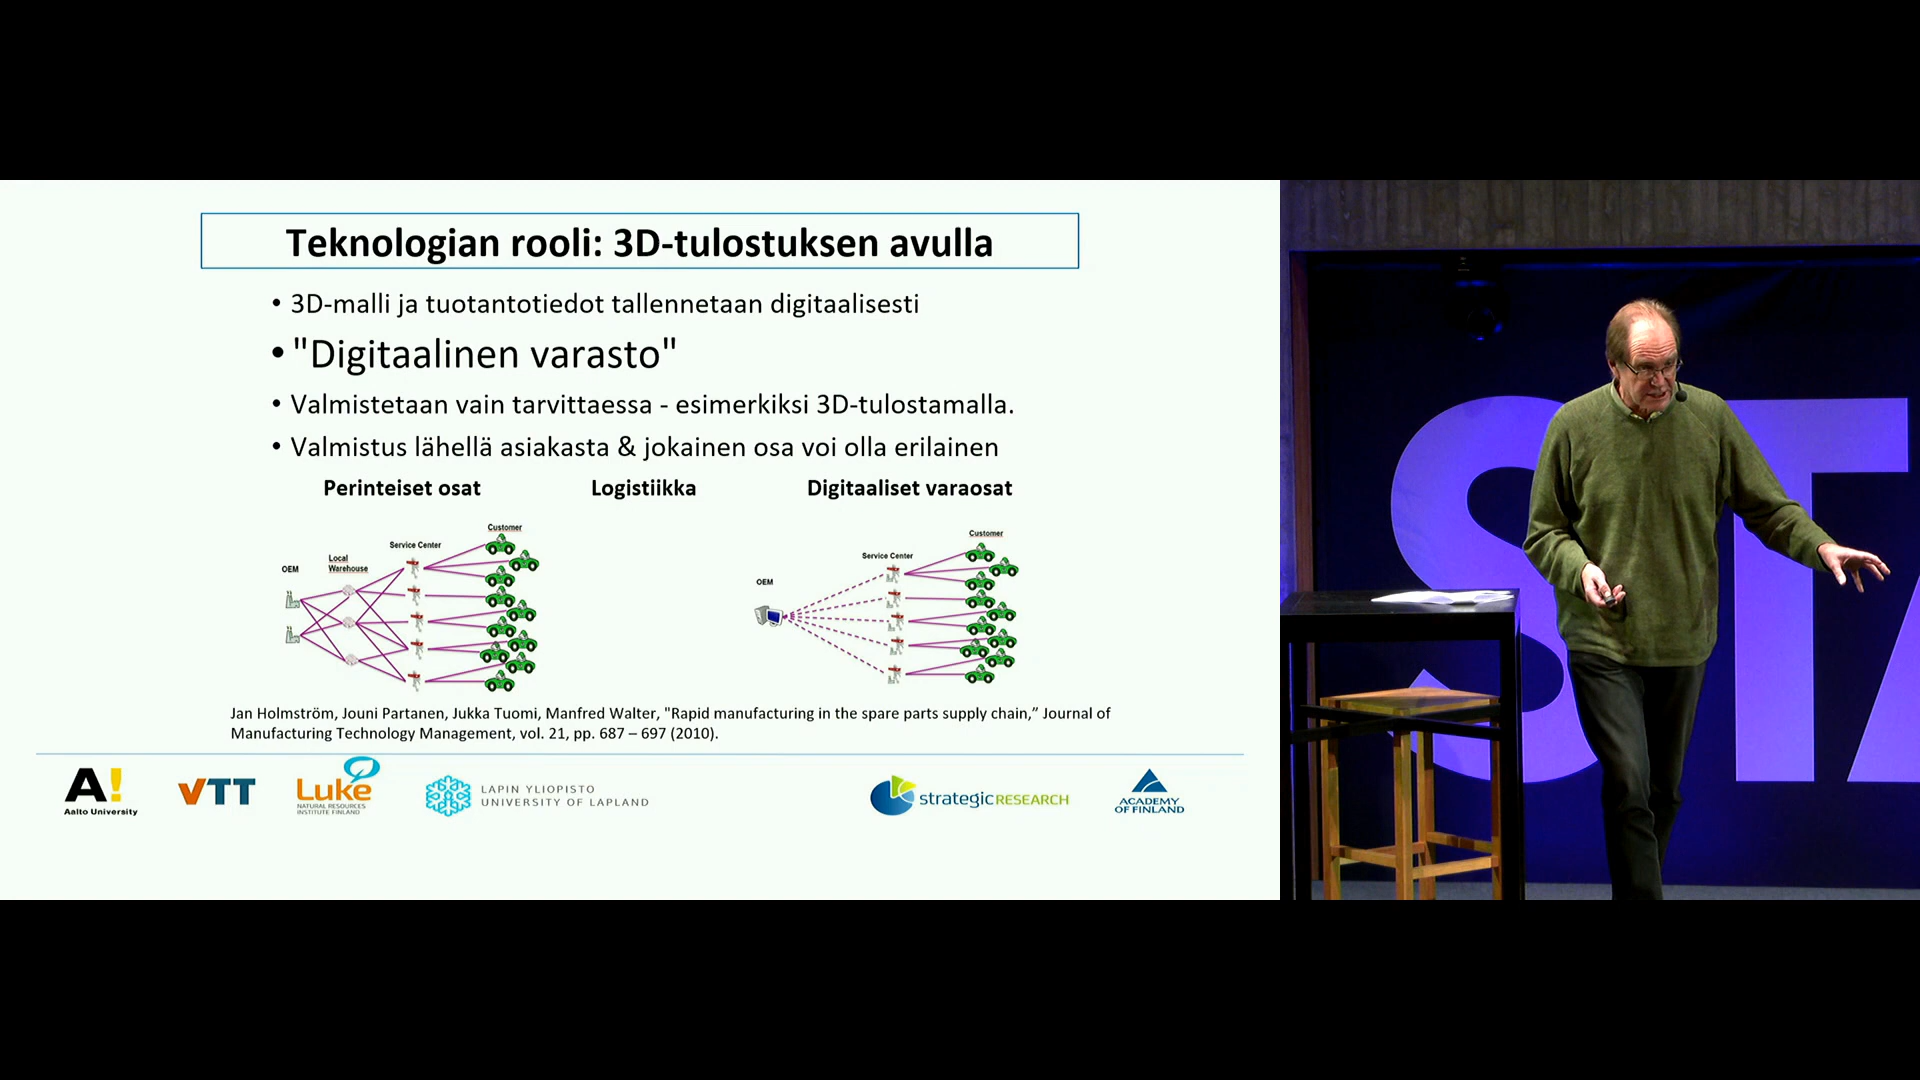 Teknologian rooli: 3D-tulostuksen avulla
• 3D-malli ja tuotantotiedot tallennetaan digitaalisesti
• "Digitaalinen varasto"
• Valmistetaan vain tarvittaessa - esimerkiksi 3D-tulostamalla.
• Valmistus lähellä asiakasta & jokainen osa voi olla erilainen
Perinteiset osat
Logistiikka
Digitaaliset varaosat
Customer
Service Center
Local
Warehouse
OEM
Customer
Service Center
OEM
Jan Holmström, Jouni Partanen, Jukka Tuomi, Manfred Walter, "Rapid manufacturing in the spare parts supply chain,” Journal of
Manufacturing Technology Management, vol. 21, pp. 687 – 697 (2010).
A!
Aalto University
VTT
Luke
NATURAL RESOURCES
INSTITUTE FINLAND
LAPIN YLIOPISTO
UNIVERSITY OF LAPLAND
strategicRESEARCH
ACADEMY
OF FINLAND
STA